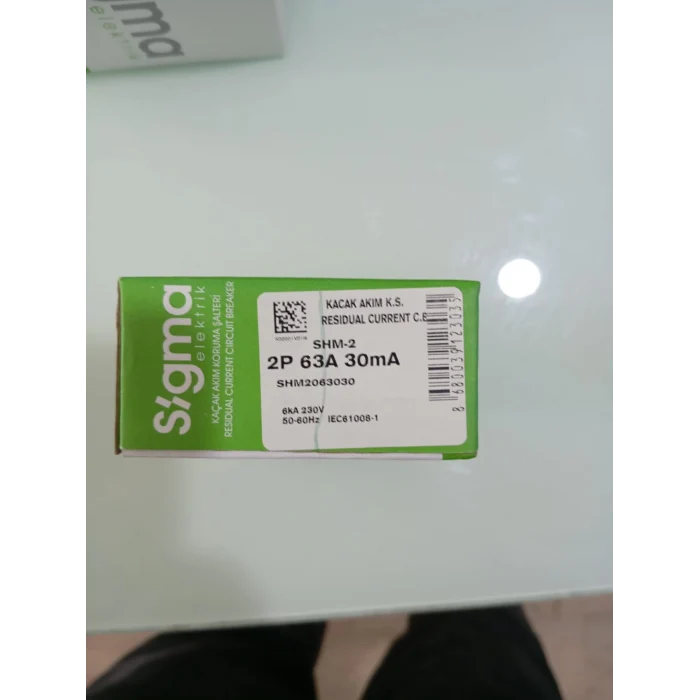 Sigma
elektrik
KAÇAK AKIM KORUMA ŞALTERİ
RESIDUAL CURRENT CIRCUIT BREAKER
KACAK AKIM K.S.
RESIDUAL CURRENT C.B
SHM-2
2P 63A 30mA
SHM2063030
6kA 230V
50-60Hz IEC61008-1
8 680039 123035